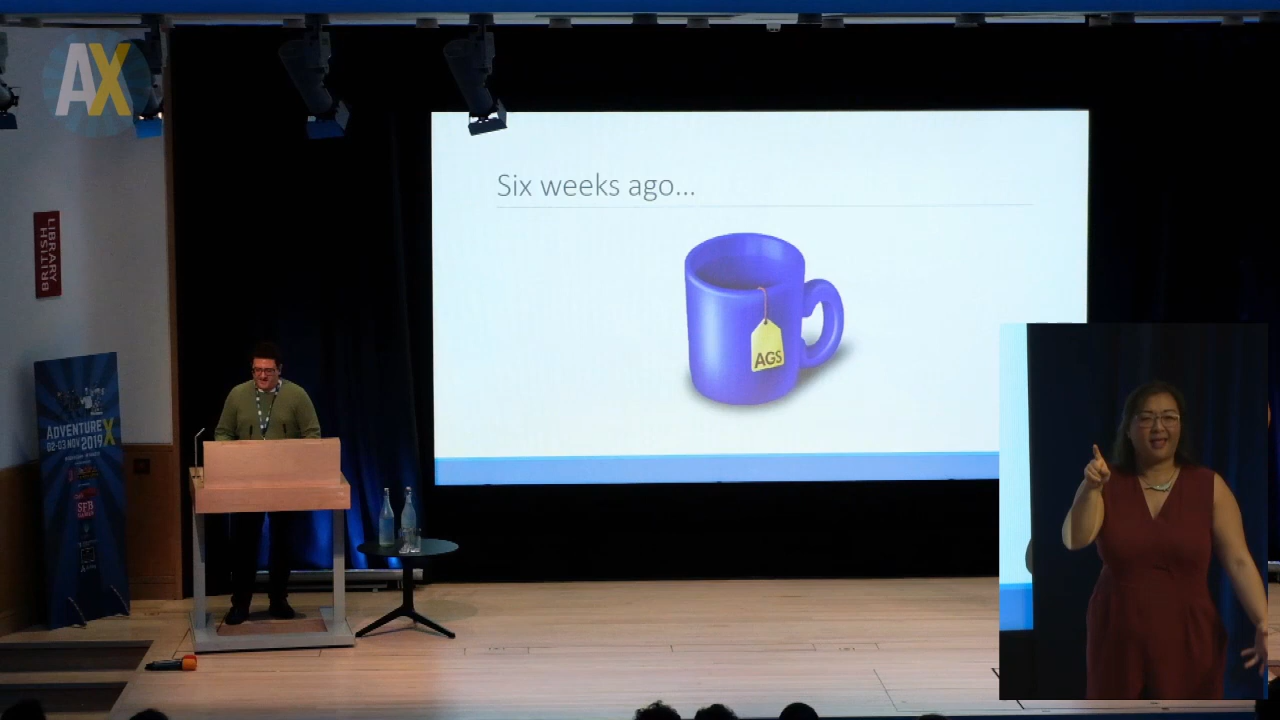 AX
Six weeks ago...
AGS
LIBRARY
BRITISH
ADVENTURE X
02-03 NOV 2019
SFB